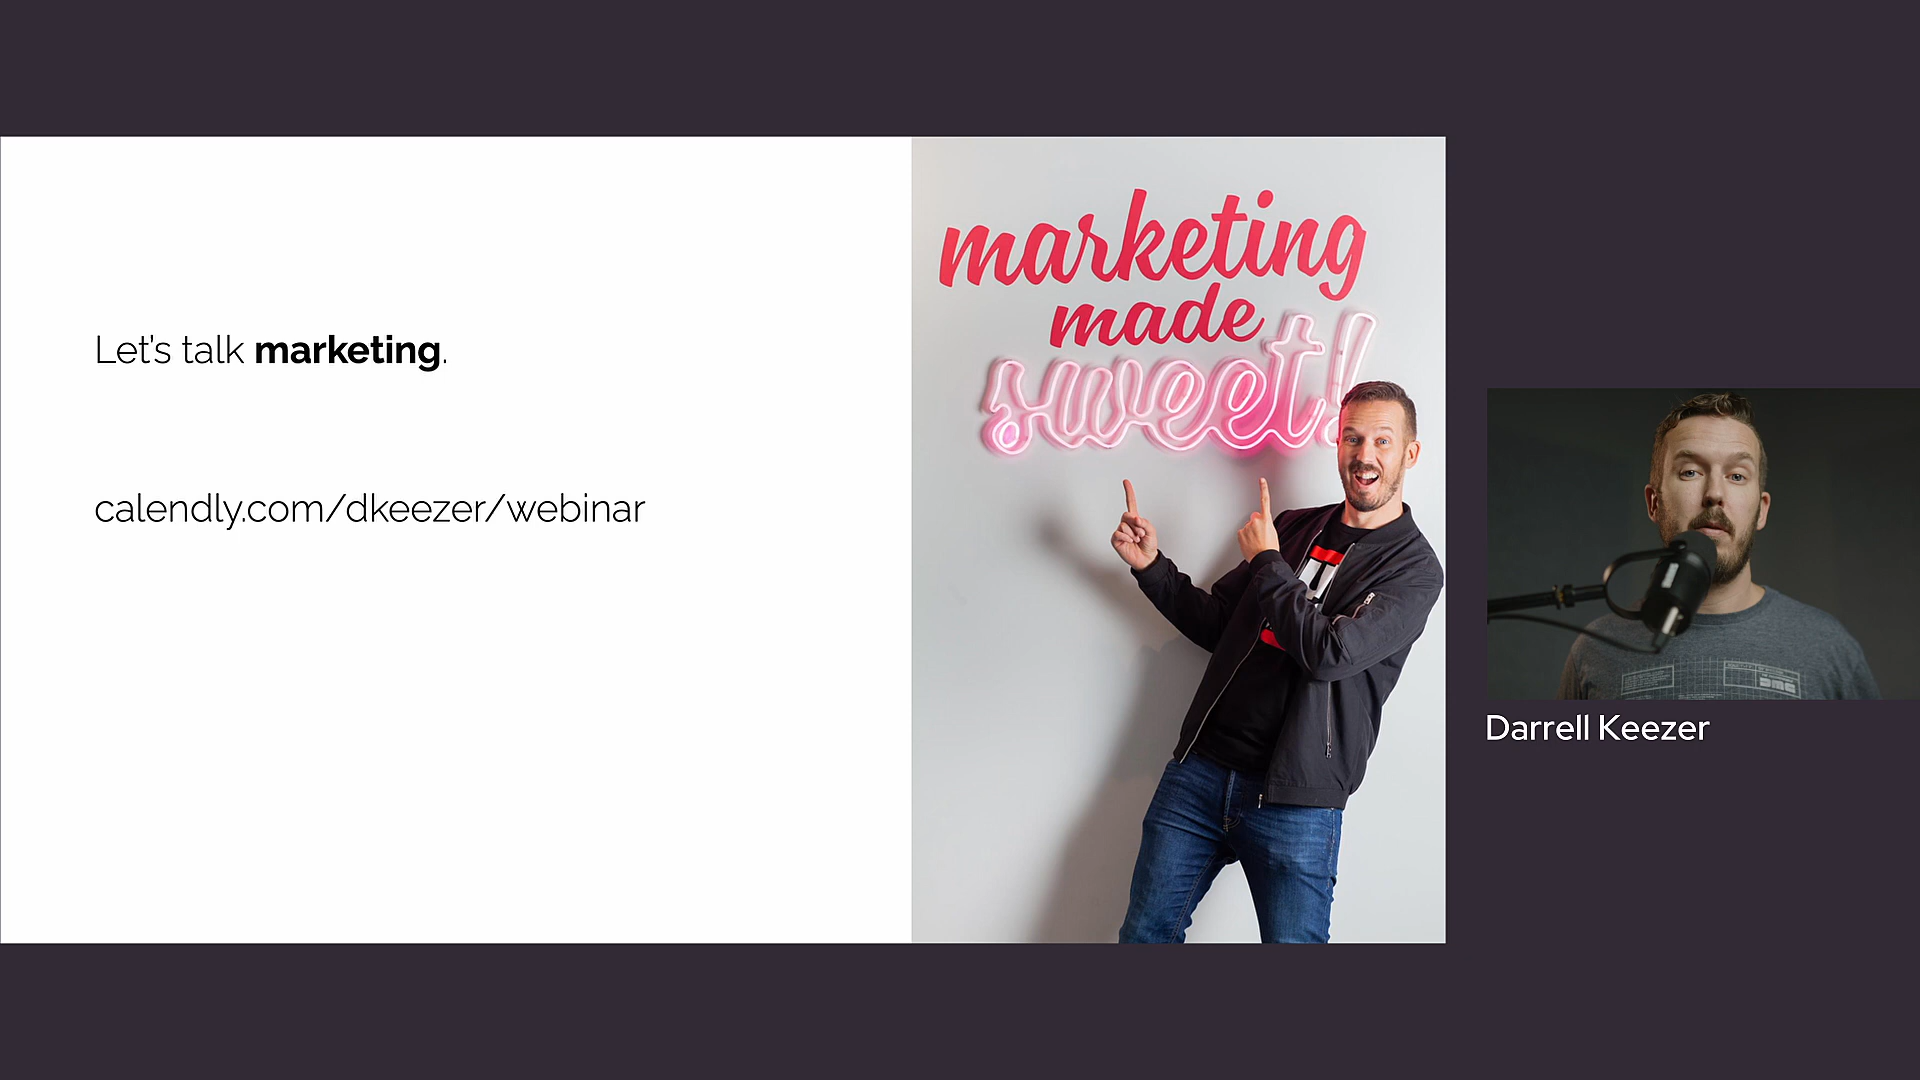 Let's talk marketing.
calendly.com/dkeezer/webinar
marketing
made
sweet!
Darrell Keezer